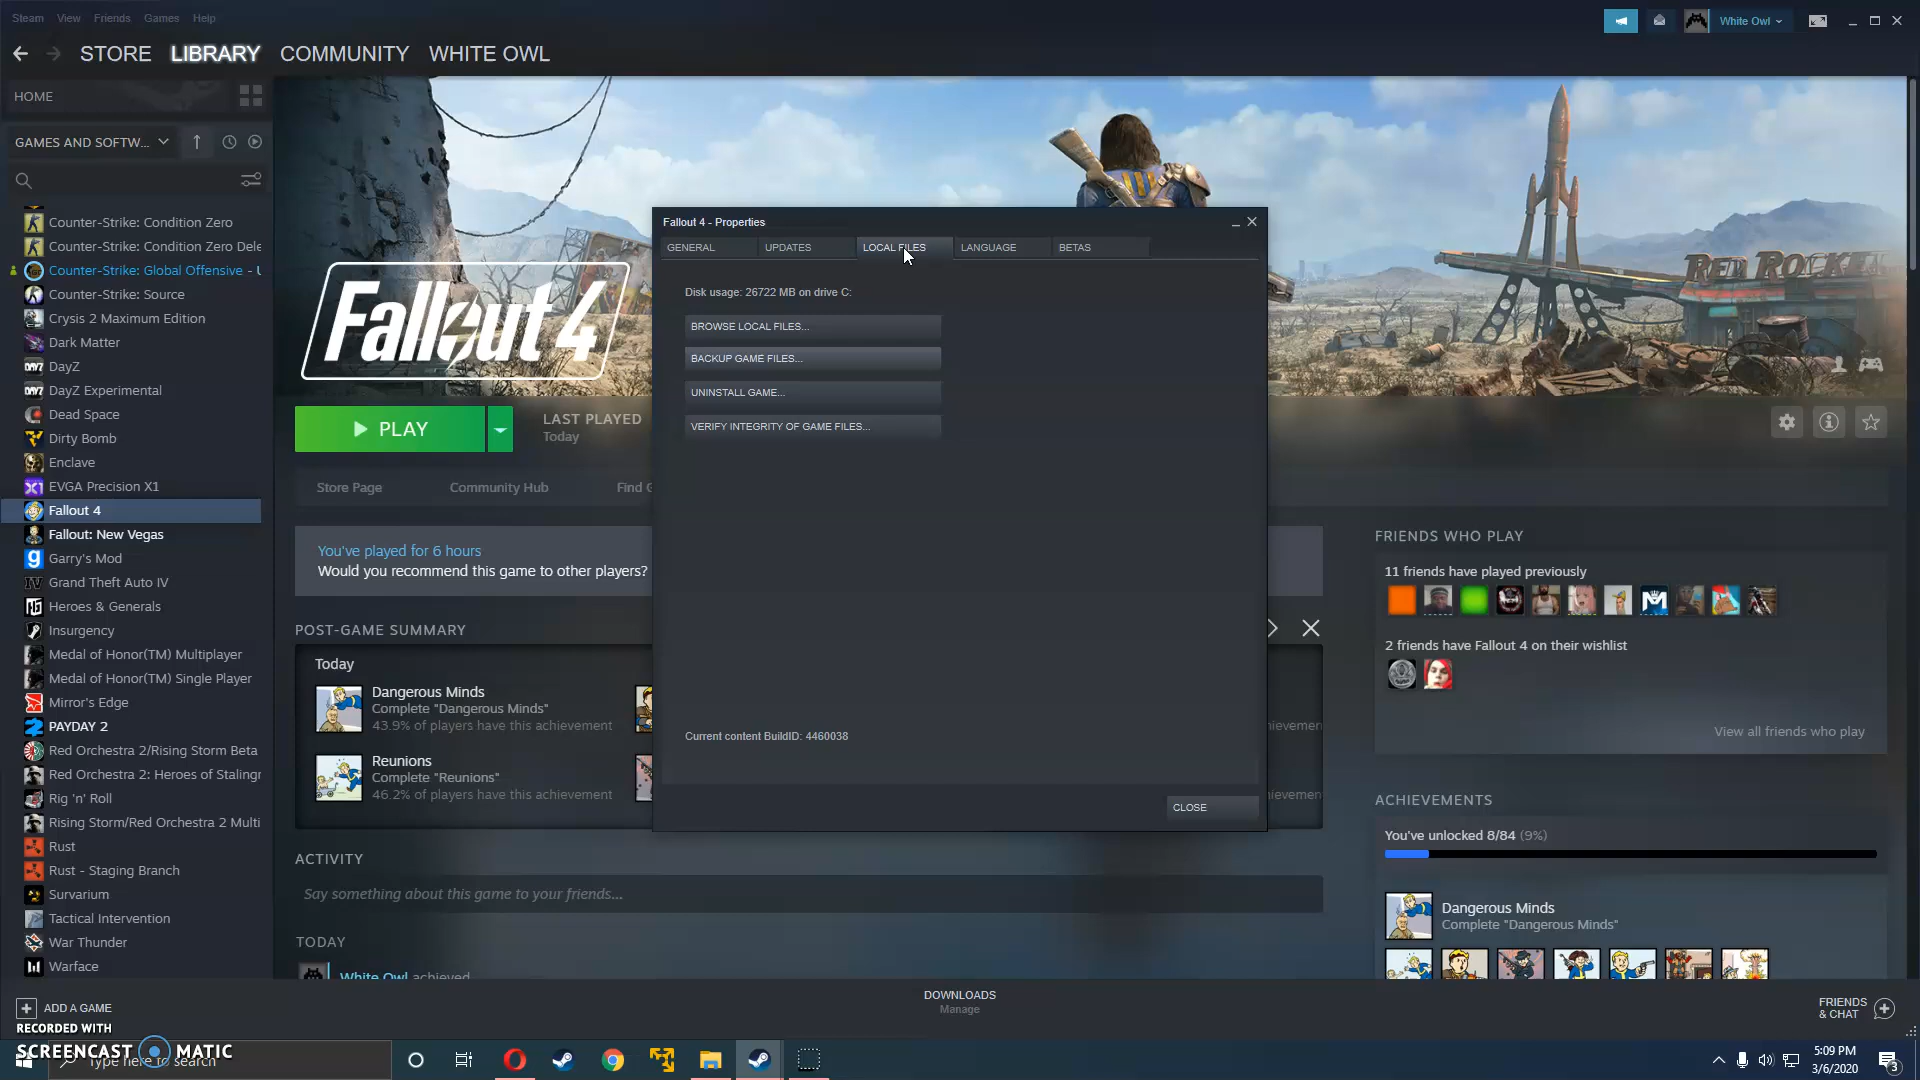 Steam View Friends Games Help
White Owl
STORE LIBRARY COMMUNITY WHITE OWL
HOME
GAMES AND SOFTW...
Counter-Strike: Condition Zero
Counter-Strike: Condition Zero Dele
Counter-Strike: Global Offensive - U
Counter-Strike: Source
Crysis 2 Maximum Edition
Dark Matter
DayZ
DayZ Experimental
Dead Space
Dirty Bomb
Enclave
EVGA Precision X1
Fallout 4
Fallout: New Vegas
Garry's Mod
Grand Theft Auto IV
Heroes & Generals
Insurgency
Medal of Honor(TM) Multiplayer
Medal of Honor(TM) Single Player
Mirror's Edge
PAYDAY 2
Red Orchestra 2/Rising Storm Beta
Red Orchestra 2: Heroes of Stalingr
Rig 'n' Roll
Rising Storm/Red Orchestra 2 Multi
Rust
Rust - Staging Branch
Survarium
Tactical Intervention
War Thunder
Warface
ADD A GAME
Fallout 4
RED ROCKET
PLAY
LAST PLAYED
Today
Store Page Community Hub Find G
You've played for 6 hours
Would you recommend this game to other players?
POST-GAME SUMMARY
Today
Dangerous Minds
Complete "Dangerous Minds"
43.9% of players have this achievement
Reunions
Complete "Reunions"
46.2% of players have this achievement
ACTIVITY
Say something about this game to your friends...
TODAY
White Owl achieved
Fallout 4 - Properties
GENERAL UPDATES LOCAL FILES LANGUAGE BETAS
Disk usage: 26722 MB on drive C:
BROWSE LOCAL FILES...
BACKUP GAME FILES...
UNINSTALL GAME...
VERIFY INTEGRITY OF GAME FILES...
Current content BuildID: 4460038
CLOSE
FRIENDS WHO PLAY
11 friends have played previously
2 friends have Fallout 4 on their wishlist
View all friends who play
ACHIEVEMENTS
You've unlocked 8/84 (9%)
Dangerous Minds
Complete "Dangerous Minds"
DOWNLOADS
Manage
FRIENDS
& CHAT
RECORDED WITH
SCREENCAST MATIC
Type here to search
5:09 PM
3/6/2020
3